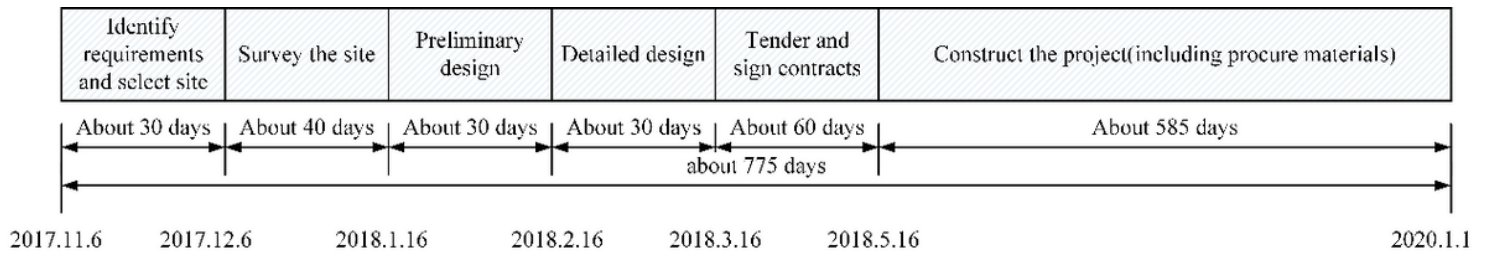 Identify
requirements
and select site
Survey the site
Preliminary
design
Detailed design
Tender and
sign contracts
Construct the project(including procure materials)
About 30 days
About 40 days
About 30 days
About 30 days
About 60 days
About 585 days
about 775 days
2017.11.6
2017.12.6
2018.1.16
2018.2.16
2018.3.16
2018.5.16
2020.1.1